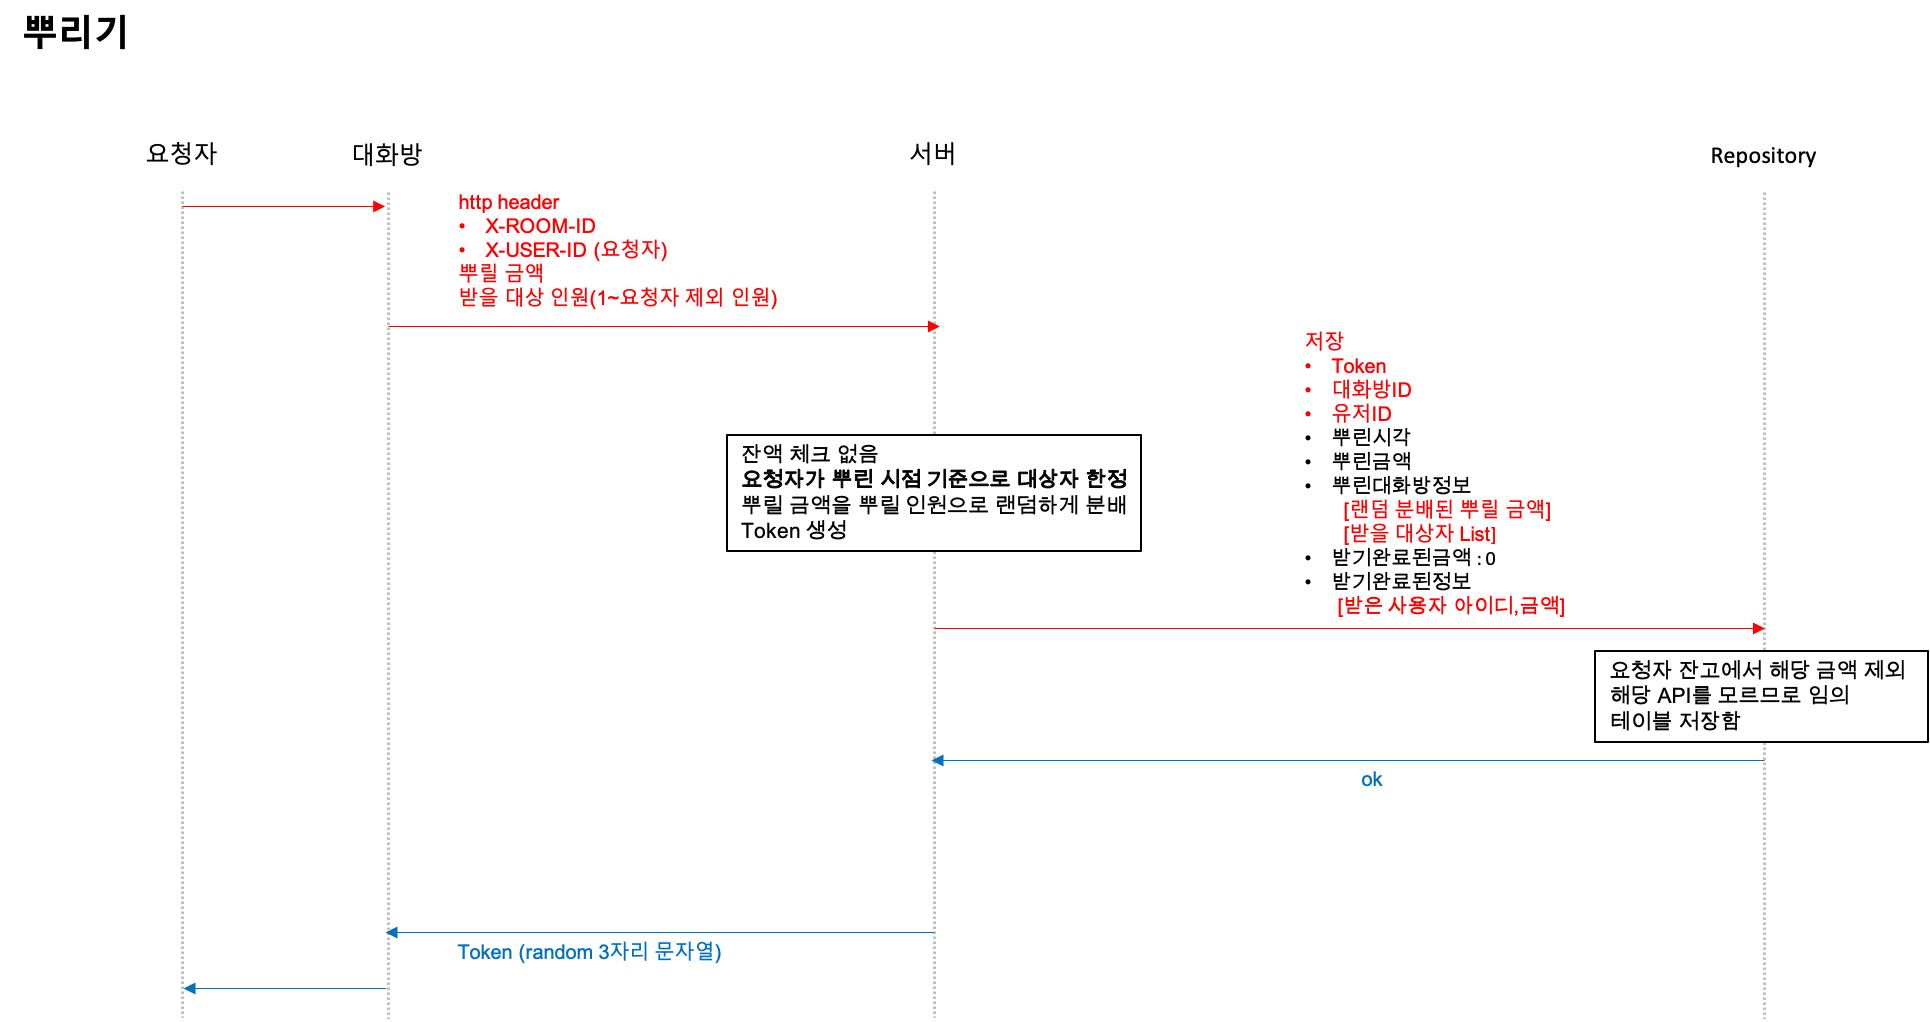 뿌리기
요청자
대화방
서버
Repository
http header
• X-ROOM-ID
• X-USER-ID (요청자)
뿌릴 금액
받을 대상 인원(1~요청자 제외 인원)
저장
• Token
• 대화방ID
• 유저ID
• 뿌린시각
• 뿌린금액
• 뿌린대화방정보
[랜덤 분배된 뿌릴 금액]
[받을 대상자 List]
• 받기완료된금액 : 0
• 받기완료된정보
[받은 사용자 아이디,금액]
잔액 체크 없음
요청자가 뿌린 시점 기준으로 대상자 한정
뿌릴 금액을 뿌릴 인원으로 랜덤하게 분배
Token 생성
요청자 잔고에서 해당 금액 제외
해당 API를 모르므로 임의
테이블 저장함
ok
Token (random 3자리 문자열)